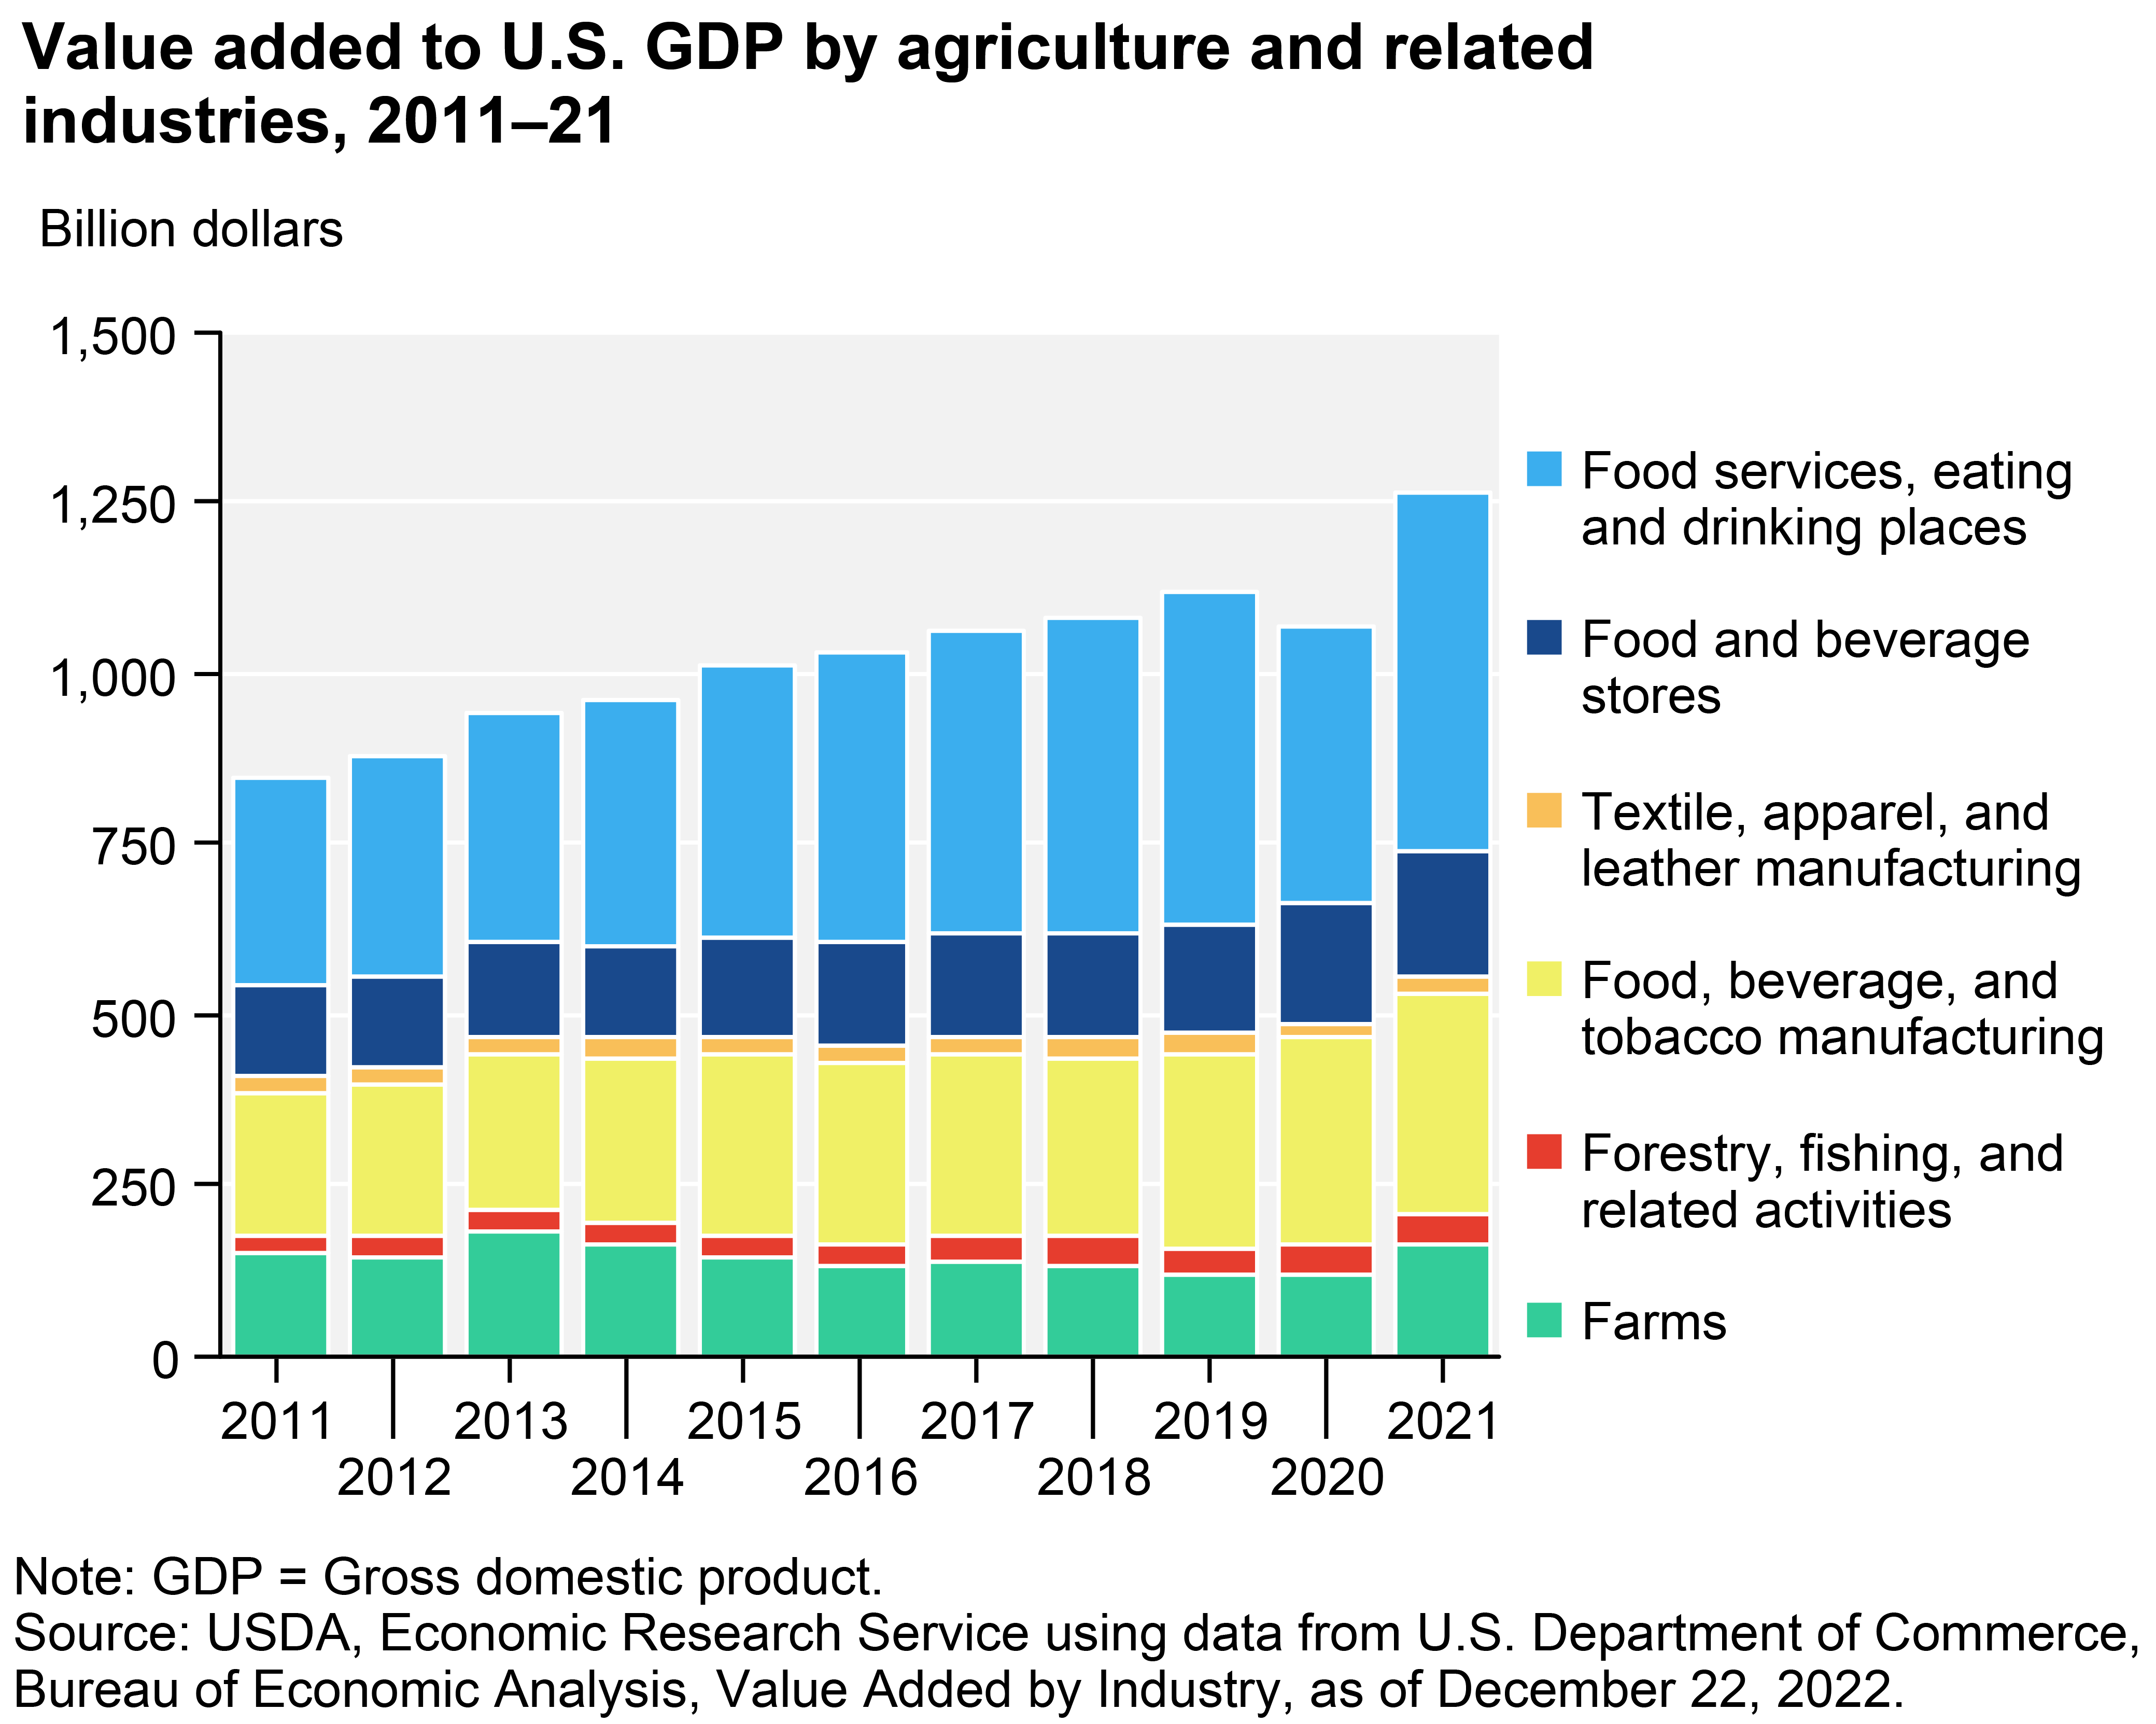 Value added to U.S. GDP by agriculture and related
industries, 2011–21
Billion dollars
1,500
1,250
1,000
750
500
250
0
2011
2012
2013
2014
2015
2016
2017
2018
2019
2020
2021
Food services, eating
and drinking places
Food and beverage
stores
Textile, apparel, and
leather manufacturing
Food, beverage, and
tobacco manufacturing
Forestry, fishing, and
related activities
Farms
Note: GDP = Gross domestic product.
Source: USDA, Economic Research Service using data from U.S. Department of Commerce,
Bureau of Economic Analysis, Value Added by Industry, as of December 22, 2022.